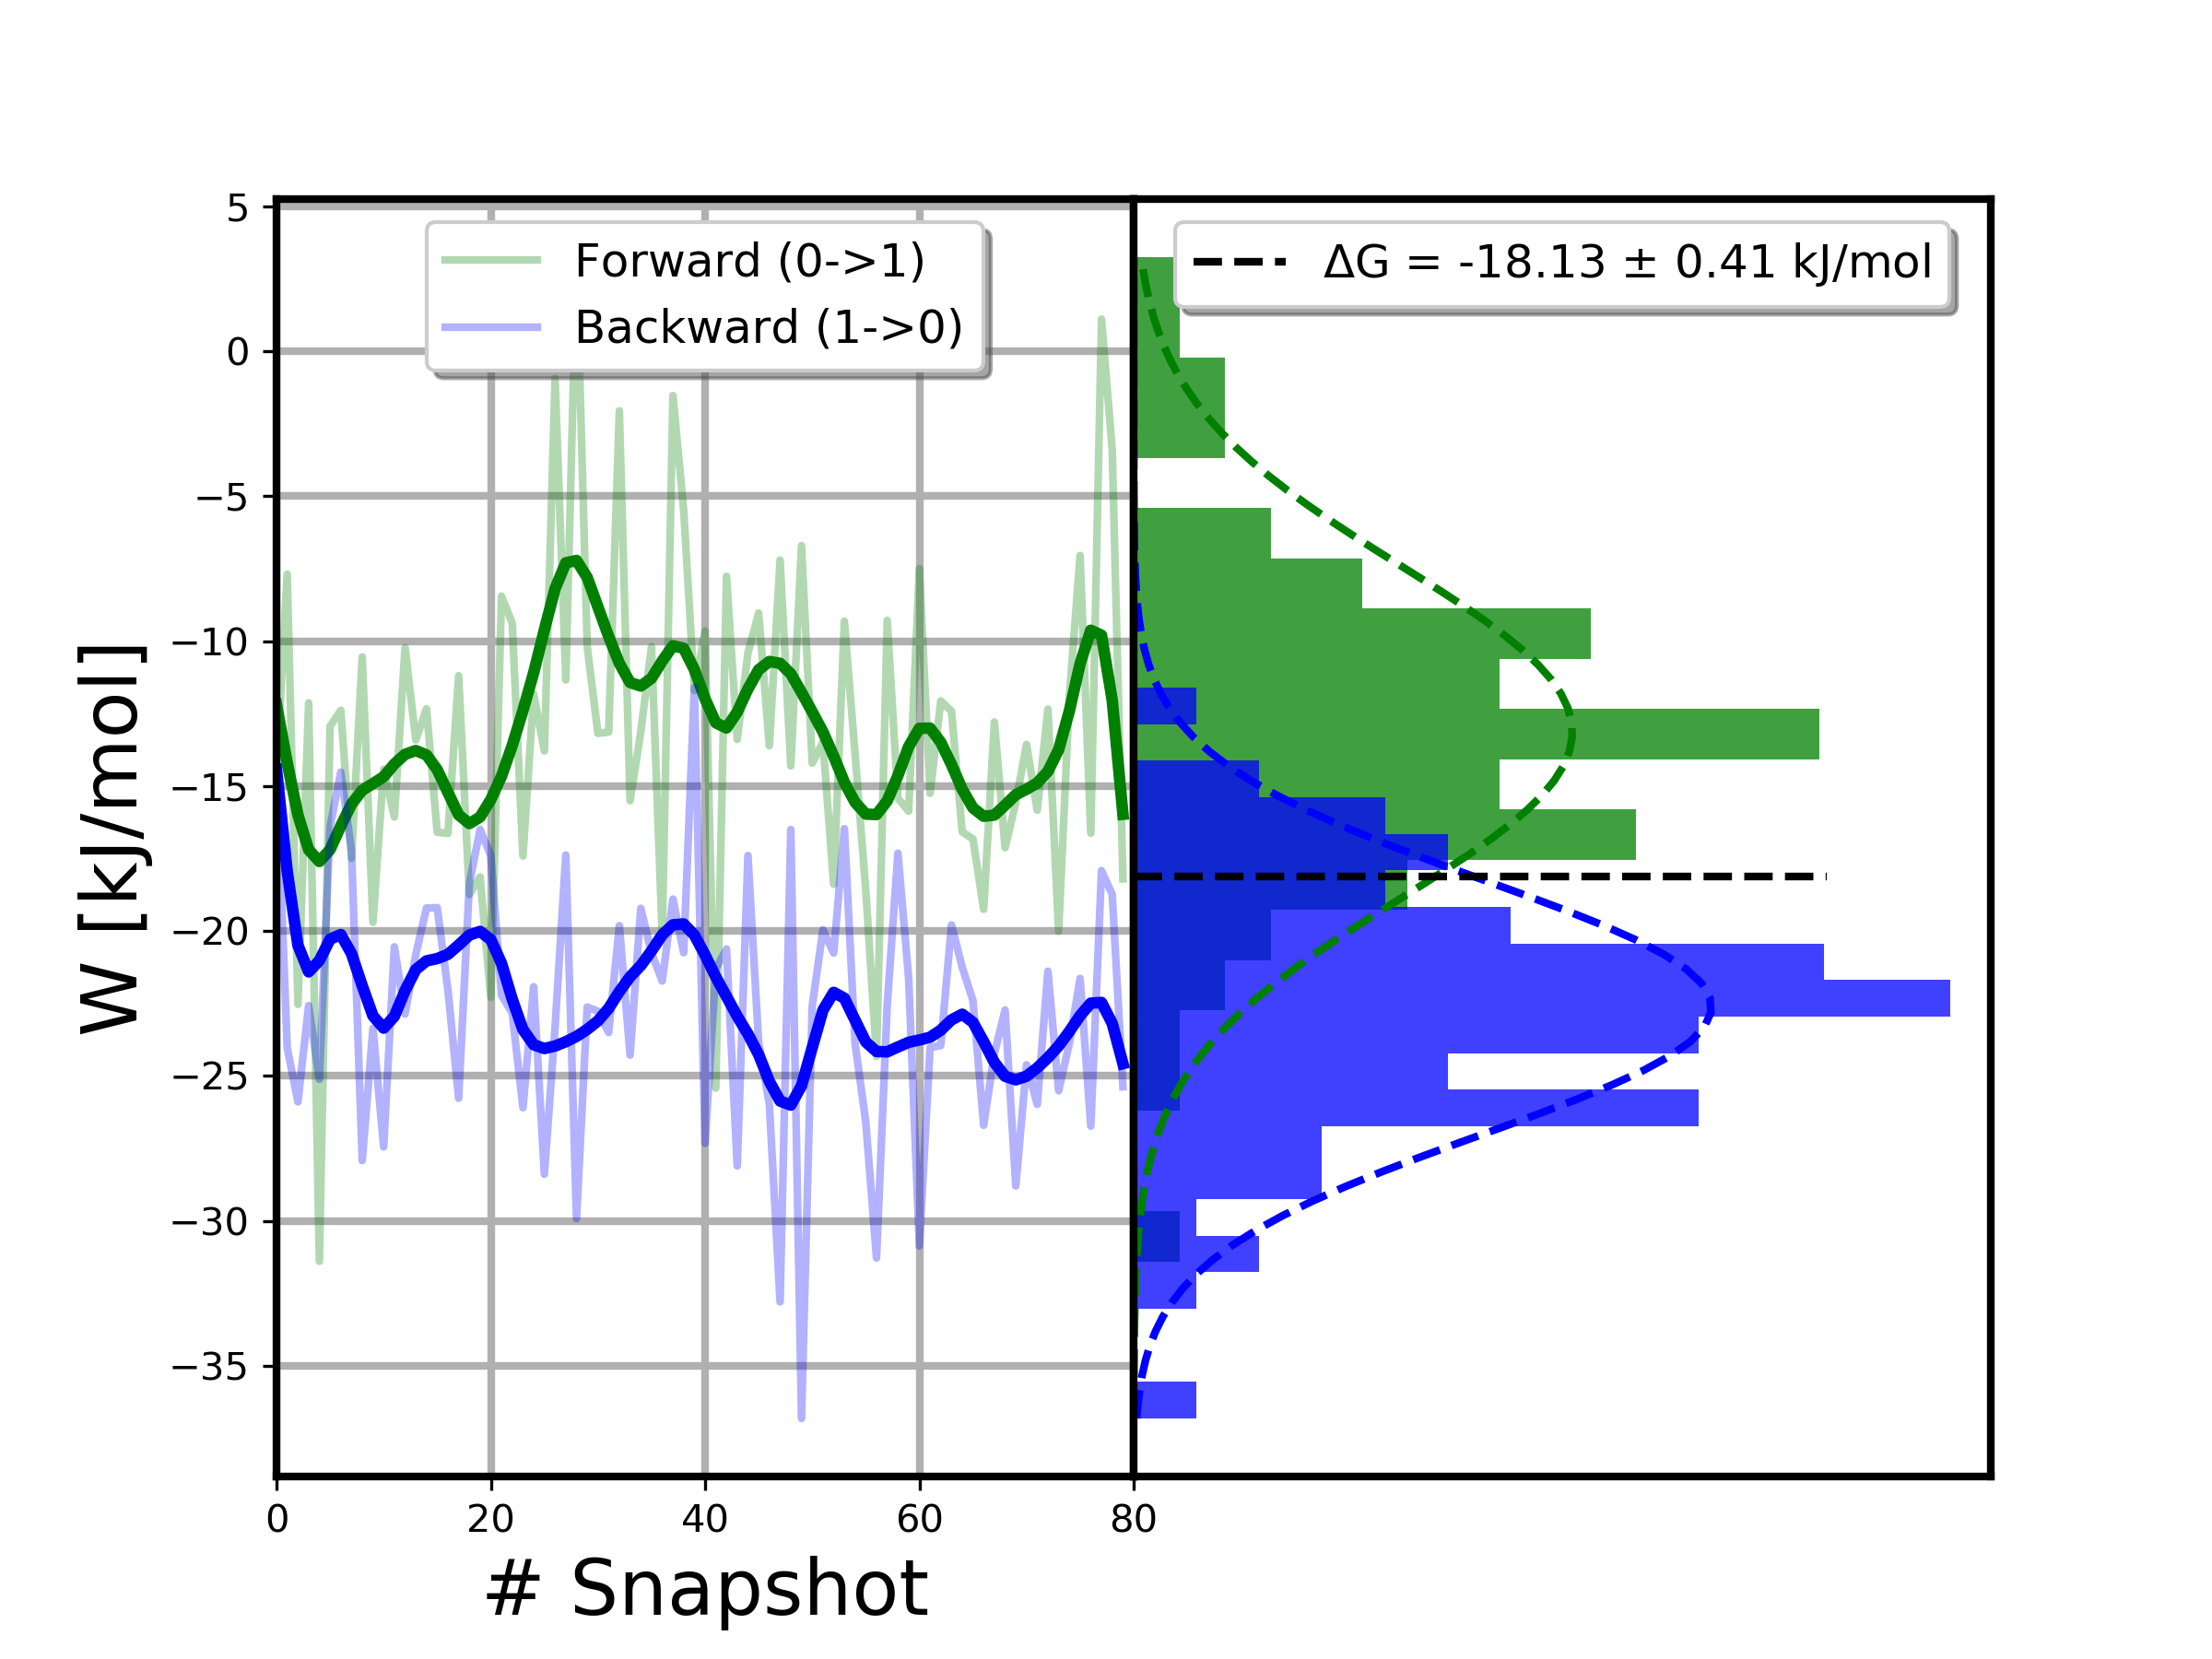 Forward (0->1)
Backward (1->0)
ΔG = -18.13 ± 0.41 kJ/mol
5
0
−5
−10
−15
−20
−25
−30
−35
W [kJ/mol]
0 20 40 60 80
# Snapshot